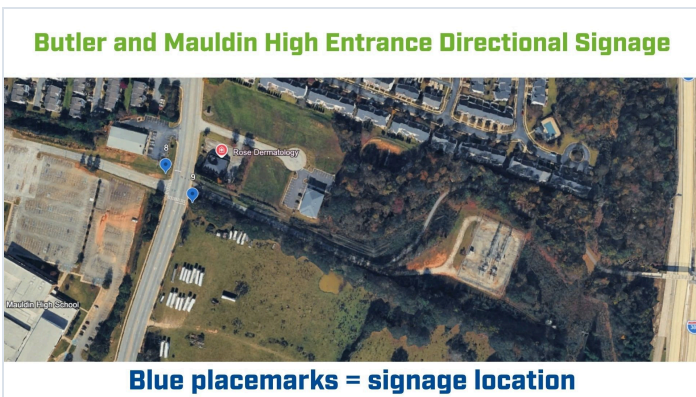 Butler and Mauldin High Entrance Directional Signage
8
Rose Dermatology
9
Mauldin High School
Blue placemarks = signage location